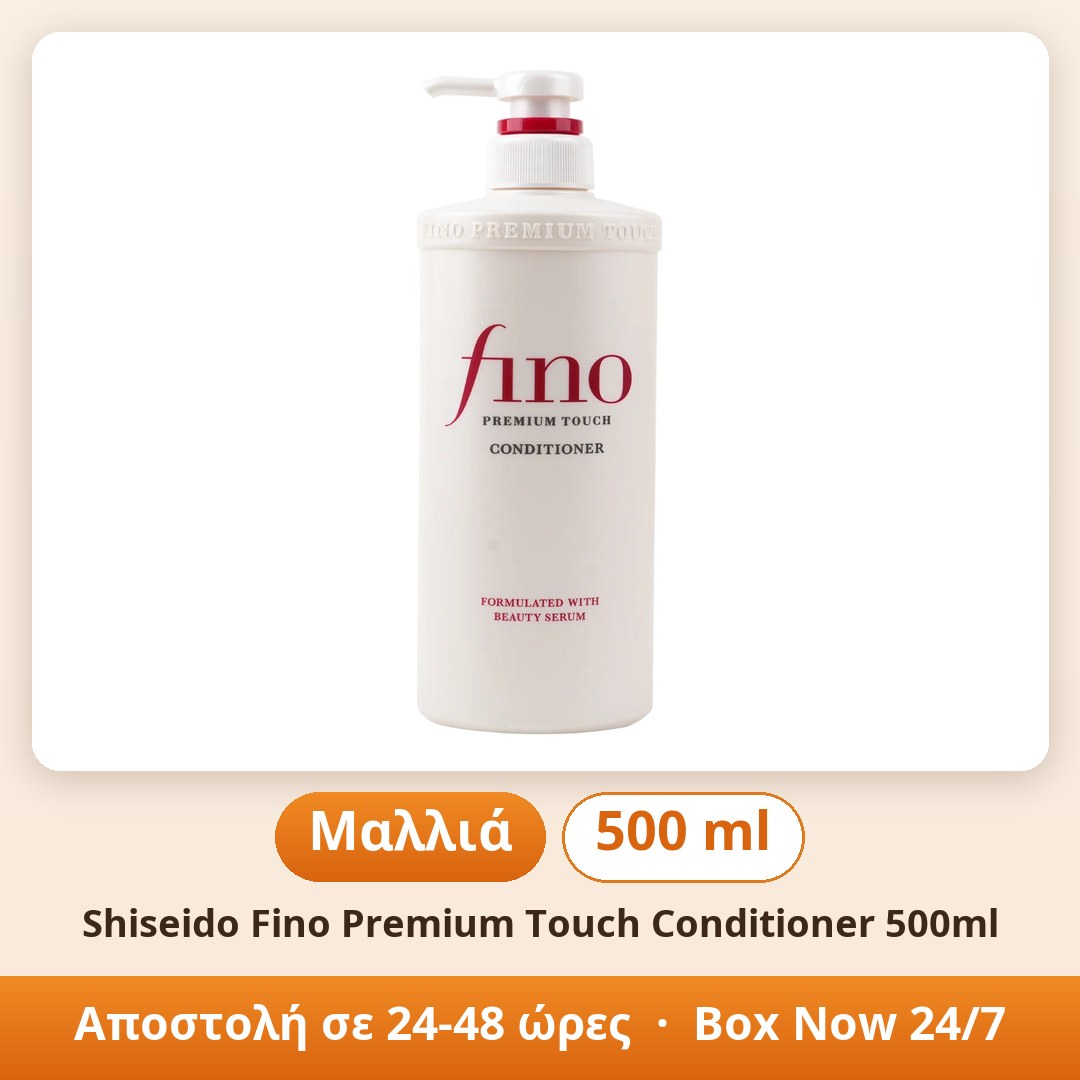 FINO PREMIUM TOUCH
fino
PREMIUM TOUCH
CONDITIONER
FORMULATED WITH
BEAUTY SERUM
Μαλλιά
500 ml
Shiseido Fino Premium Touch Conditioner 500ml
Αποστολή σε 24-48 ώρες · Box Now 24/7